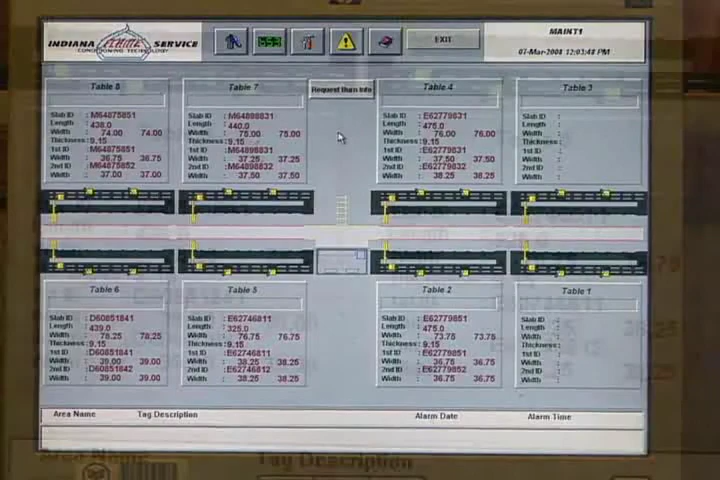 INDIANA FLAME SERVICE
CONDITIONING TECHNOLOGY
EXIT
MAINT1
07-Mar-2008 12:03:48 PM
Table 8
Slab ID : M64875851
Length : 438.0
Width : 74.00 74.00
Thickness : 9.15
1st ID : M64875851
Width : 36.75 36.75
2nd ID : M64875852
Width : 37.00 37.00
Table 7
Slab ID : M64898831
Length : 440.0
Width : 75.00 75.00
Thickness : 9.15
1st ID : M64898831
Width : 37.25 37.25
2nd ID : M64898832
Width : 37.50 37.50
Table 4
Slab ID : E62779831
Length : 475.0
Width : 76.00 76.00
Thickness : 9.15
1st ID : E62779831
Width : 37.50 37.50
2nd ID : E62779832
Width : 38.25 38.25
Table 3
Slab ID :
Length :
Width :
Thickness :
1st ID :
Width :
2nd ID :
Width :
Table 6
Slab ID : D60851841
Length : 439.0
Width : 78.25 78.25
Thickness : 9.15
1st ID : D60851841
Width : 39.00 39.00
2nd ID : D60851842
Width : 39.00 39.00
Table 5
Slab ID : E62746811
Length : 325.0
Width : 76.75 76.75
Thickness : 9.15
1st ID : E62746811
Width : 38.25 38.25
2nd ID : E62746812
Width : 38.25 38.25
Table 2
Slab ID : E62779851
Length : 475.0
Width : 73.75 73.75
Thickness : 9.15
1st ID : E62779851
Width : 36.75 36.75
2nd ID : E62779852
Width : 36.75 36.75
Table 1
Slab ID :
Length :
Width :
Thickness :
1st ID :
Width :
2nd ID :
Width :
Area Name Tag Description Alarm Date Alarm Time
Area Name Tag Description